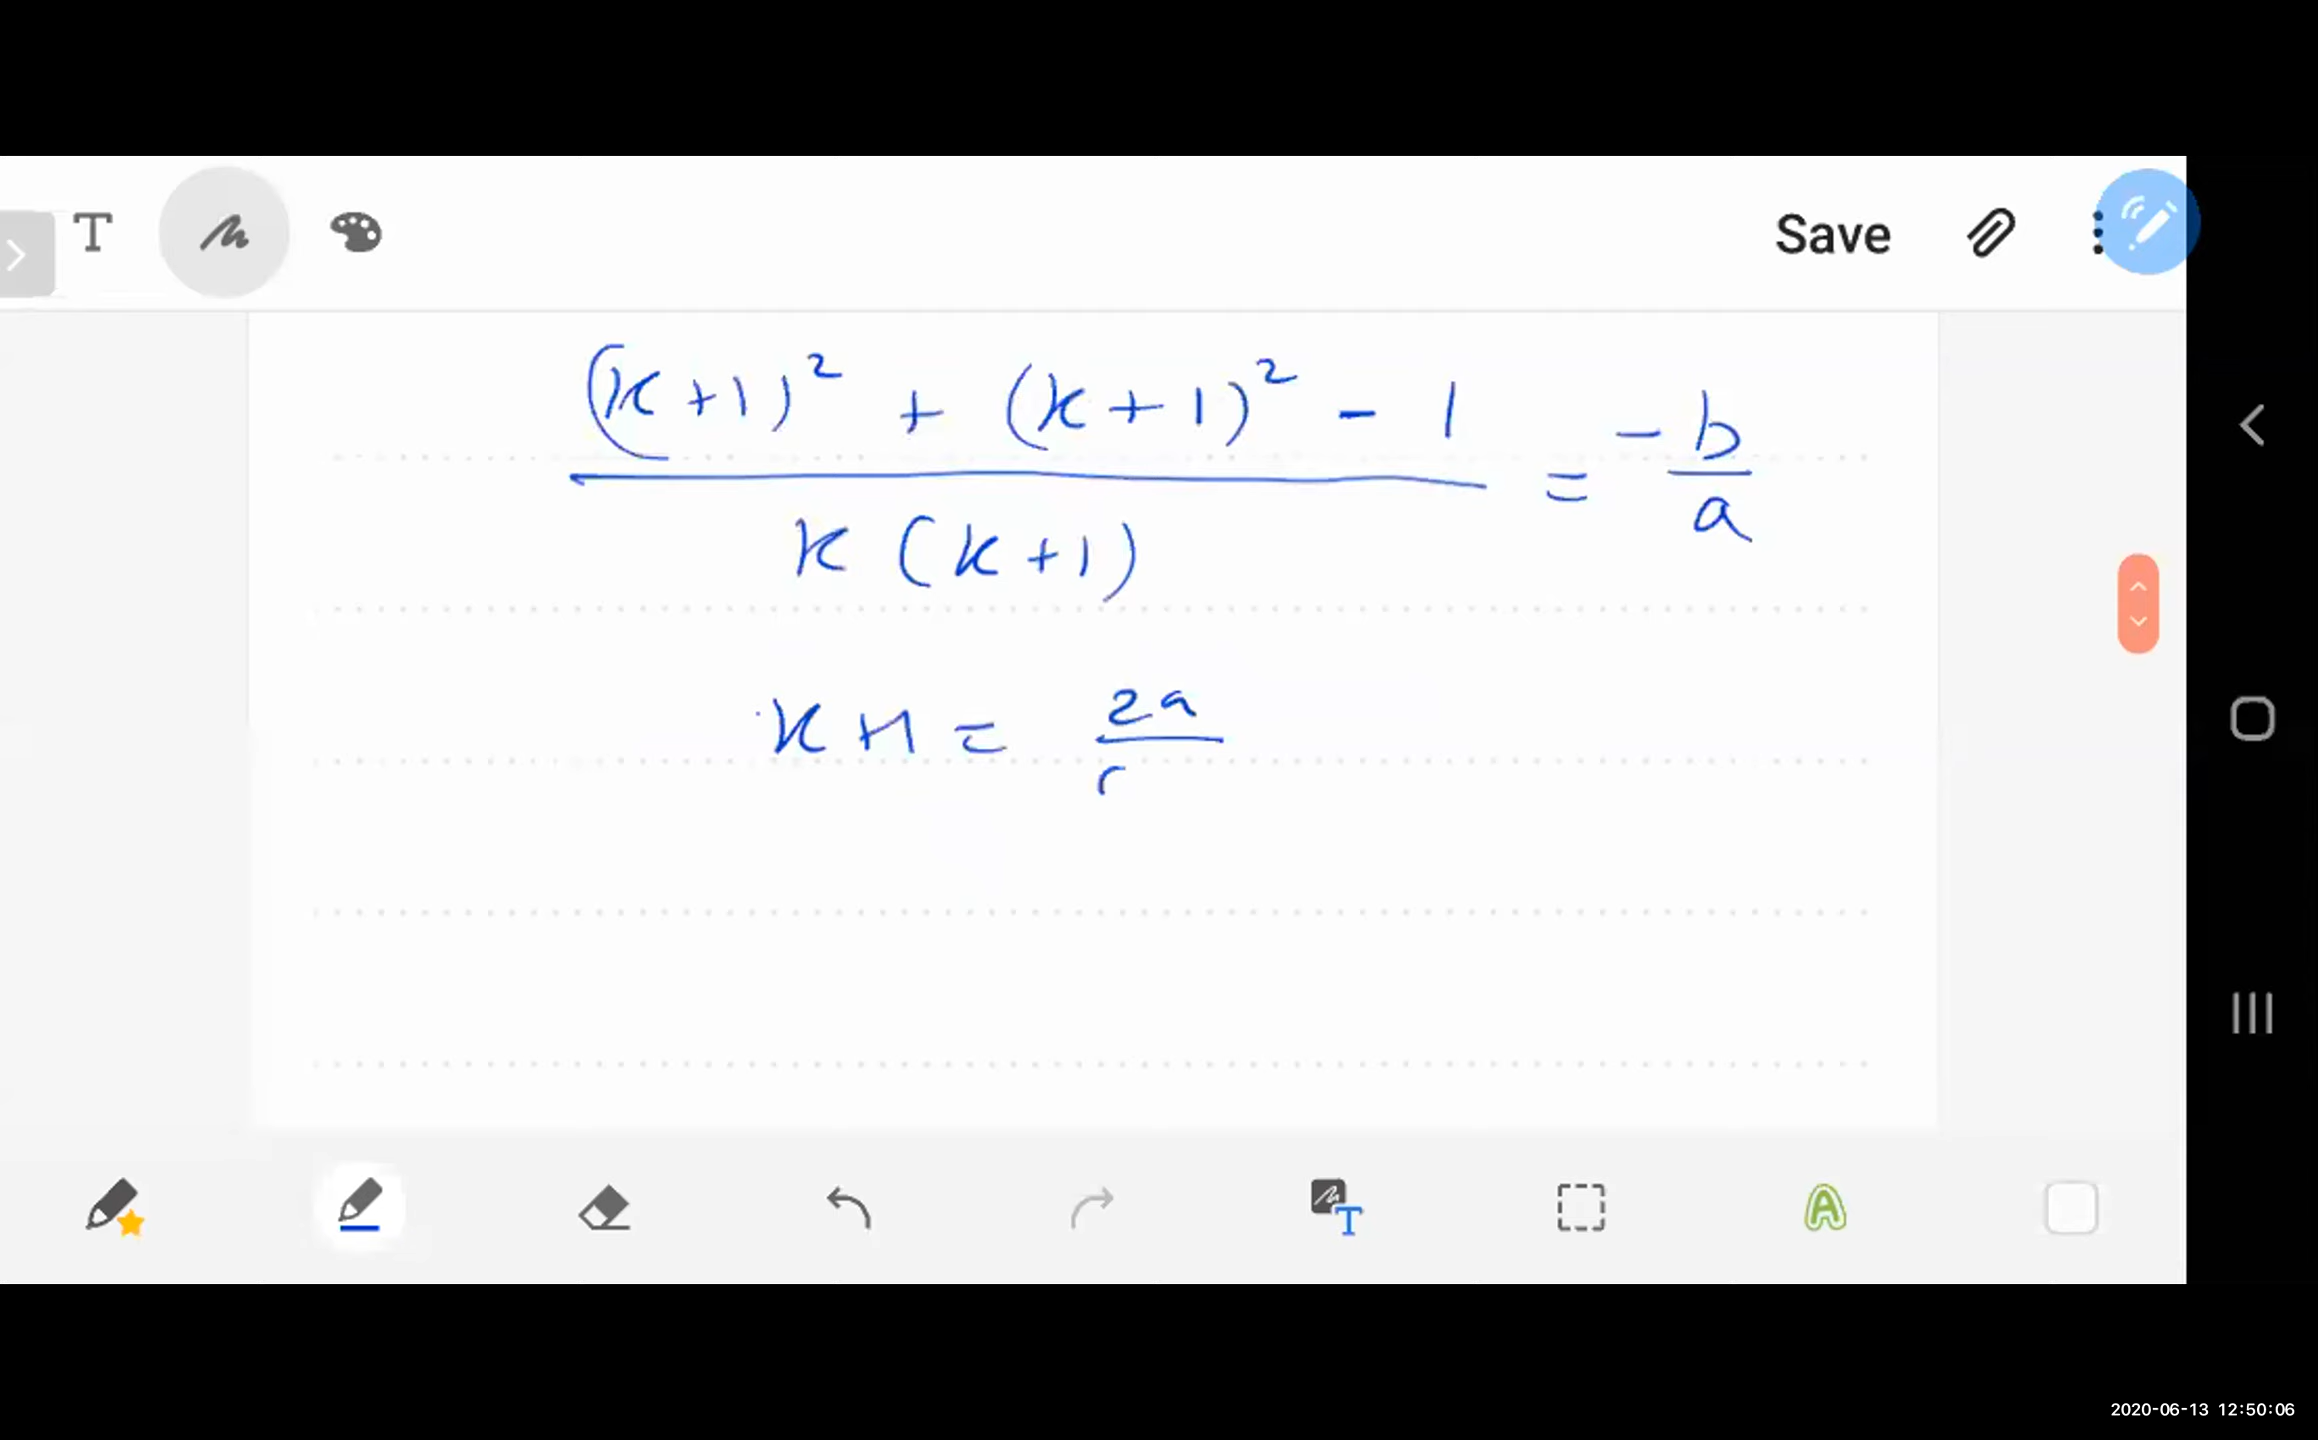 T Save
(k+1)² + (k+1)² - 1
k (k+1)
= -b/a
k+1 = 2a
2020-06-13 12:50:06